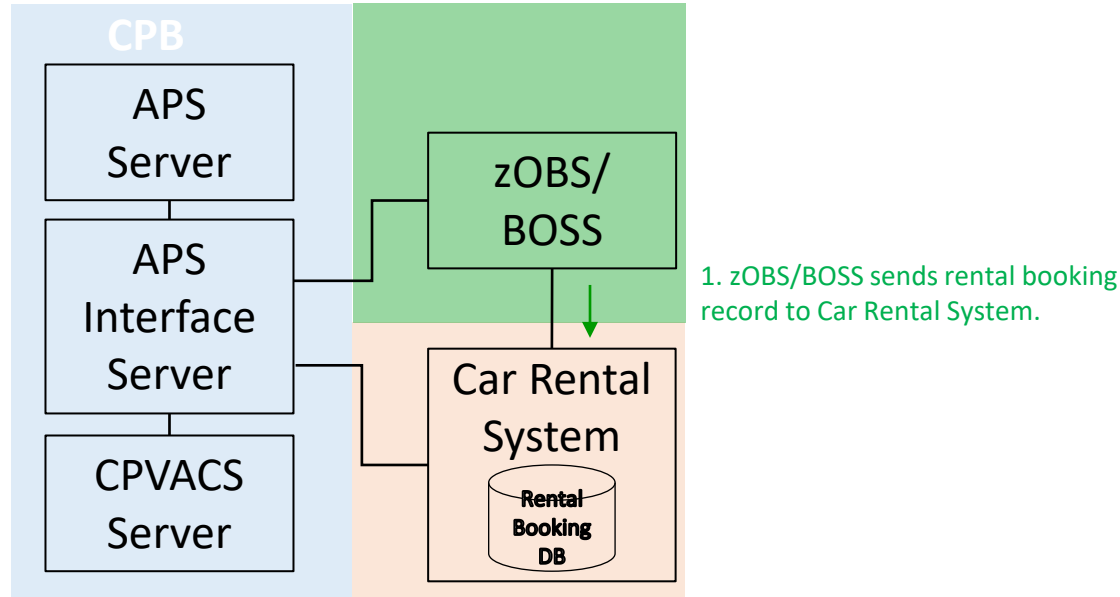 CPB
APS
Server
APS
Interface
Server
CPVACS
Server
zOBS/
BOSS
Car Rental
System
Rental
Booking
DB
1. zOBS/BOSS sends rental booking
record to Car Rental System.